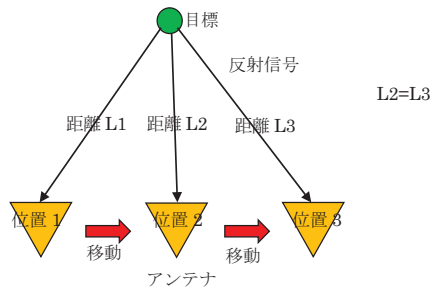 目標
反射信号
L2=L3
距離 L1
距離 L2
距離 L3
位置 1
位置 2
位置 3
移動
移動
アンテナ